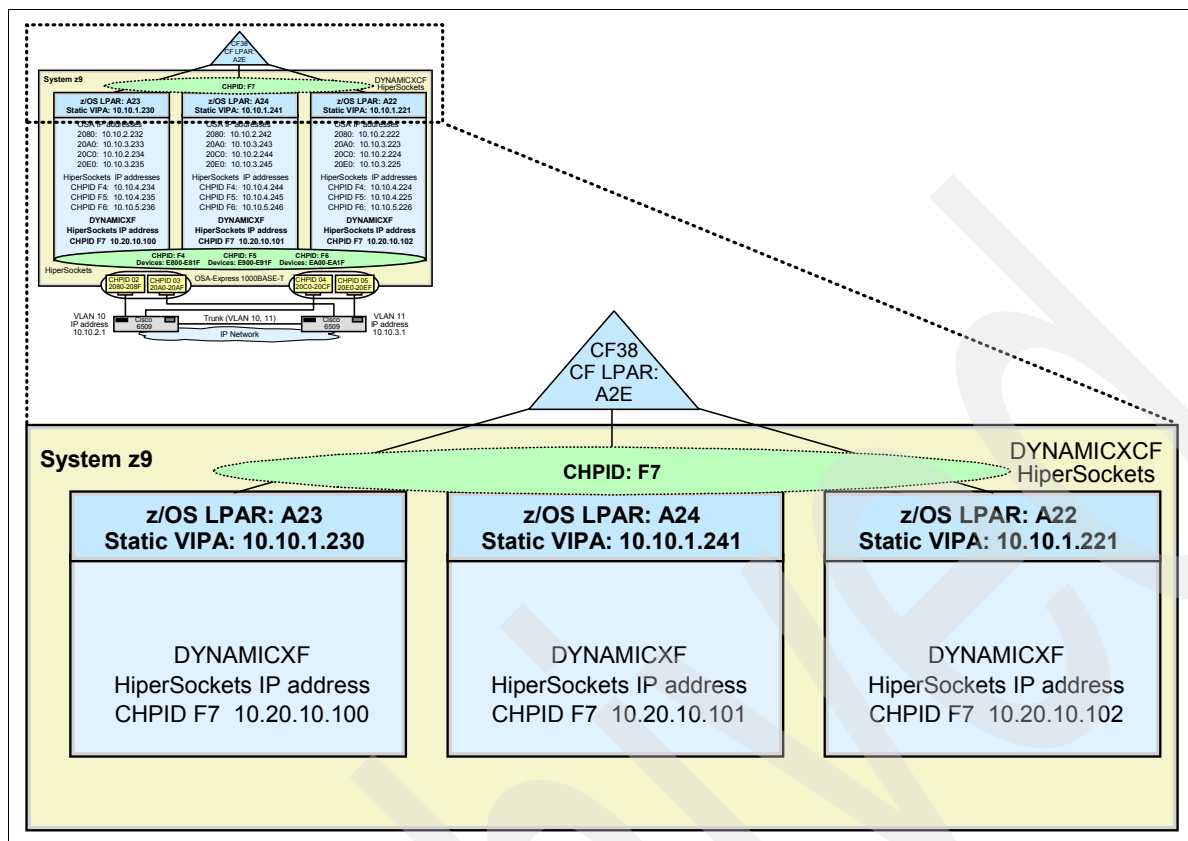 CF38
CF LPAR:
A2E
System z9
DYNAMICXCF
HiperSockets
CHPID: F7
z/OS LPAR: A23
Static VIPA: 10.10.1.230
OSA IP addresses
2080: 10.10.2.232
20A0: 10.10.3.233
20C0: 10.10.2.234
20E0: 10.10.3.235
HiperSockets IP addresses
CHPID F4: 10.10.4.234
CHPID F5: 10.10.4.235
CHPID F6: 10.10.5.236
DYNAMICXF
HiperSockets IP address
CHPID F7 10.20.10.100
z/OS LPAR: A24
Static VIPA: 10.10.1.241
OSA IP addresses
2080: 10.10.2.242
20A0: 10.10.3.243
20C0: 10.10.2.244
20E0: 10.10.3.245
HiperSockets IP addresses
CHPID F4: 10.10.4.244
CHPID F5: 10.10.4.245
CHPID F6: 10.10.5.246
DYNAMICXF
HiperSockets IP address
CHPID F7 10.20.10.101
z/OS LPAR: A22
Static VIPA: 10.10.1.221
OSA IP addresses
2080: 10.10.2.222
20A0: 10.10.3.223
20C0: 10.10.2.224
20E0: 10.10.3.225
HiperSockets IP addresses
CHPID F4: 10.10.4.224
CHPID F5: 10.10.4.225
CHPID F6: 10.10.5.226
DYNAMICXF
HiperSockets IP address
CHPID F7 10.20.10.102
CHPID: F4
Devices: E800-E81F
CHPID: F5
Devices: E900-E91F
CHPID: F6
Devices: EA00-EA1F
HiperSockets
CHPID 02
2080-208F
CHPID 03
20A0-20AF
OSA-Express 1000BASE-T
CHPID 04
20C0-20CF
CHPID 05
20E0-20EF
VLAN 10
IP address
10.10.2.1
Cisco
6509
Trunk (VLAN 10, 11)
IP Network
Cisco
6509
VLAN 11
IP address
10.10.3.1
CF38
CF LPAR:
A2E
System z9
DYNAMICXCF
HiperSockets
CHPID: F7
z/OS LPAR: A23
Static VIPA: 10.10.1.230
DYNAMICXF
HiperSockets IP address
CHPID F7 10.20.10.100
z/OS LPAR: A24
Static VIPA: 10.10.1.241
DYNAMICXF
HiperSockets IP address
CHPID F7 10.20.10.101
z/OS LPAR: A22
Static VIPA: 10.10.1.221
DYNAMICXF
HiperSockets IP address
CHPID F7 10.20.10.102